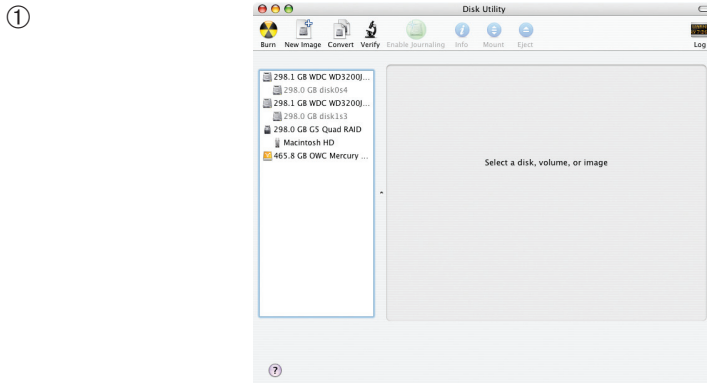 ①
Disk Utility
Burn New Image Convert Verify Enable Journaling Info Mount Eject Log
298.1 GB WDC WD3200J...
298.0 GB disk0s4
298.1 GB WDC WD3200J...
298.0 GB disk1s3
298.0 GB G5 Quad RAID
Macintosh HD
465.8 GB OWC Mercury ...
Select a disk, volume, or image
?